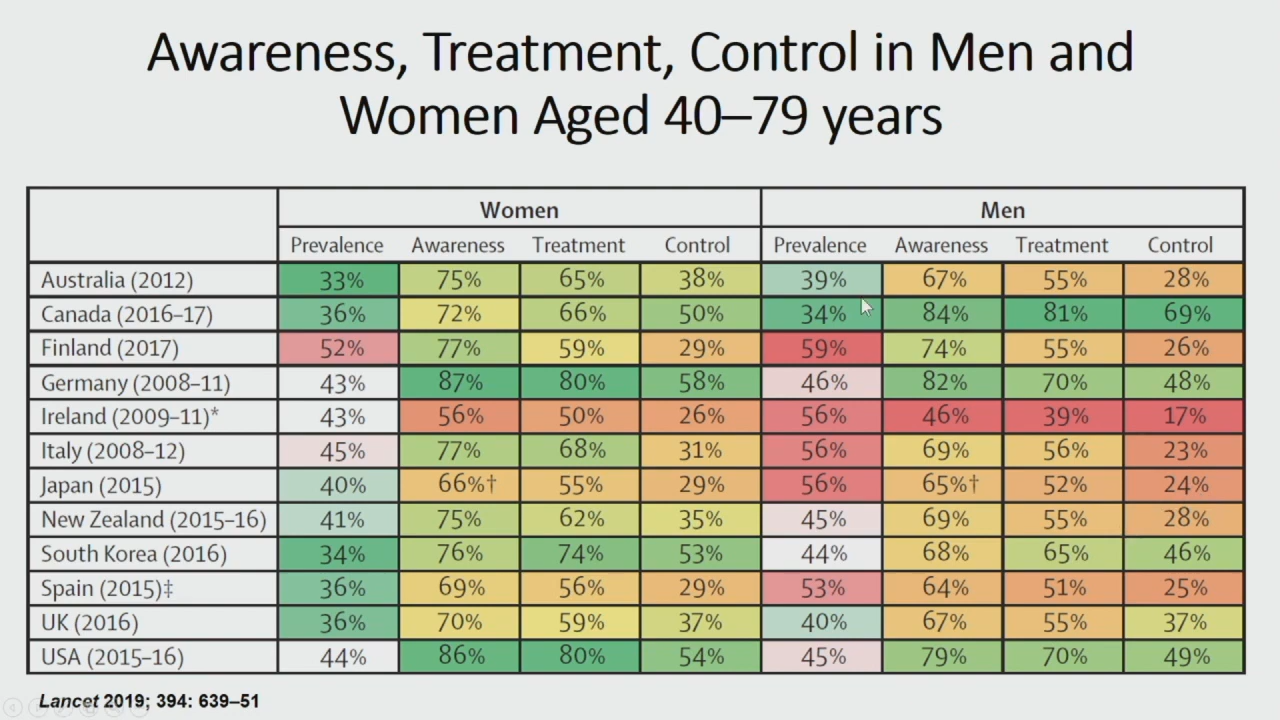 Awareness, Treatment, Control in Men and
Women Aged 40–79 years
Women Men
Prevalence Awareness Treatment Control Prevalence Awareness Treatment Control
Australia (2012) 33% 75% 65% 38% 39% 67% 55% 28%
Canada (2016–17) 36% 72% 66% 50% 34% 84% 81% 69%
Finland (2017) 52% 77% 59% 29% 59% 74% 55% 26%
Germany (2008–11) 43% 87% 80% 58% 46% 82% 70% 48%
Ireland (2009–11)* 43% 56% 50% 26% 56% 46% 39% 17%
Italy (2008–12) 45% 77% 68% 31% 56% 69% 56% 23%
Japan (2015) 40% 66%† 55% 29% 56% 65%† 52% 24%
New Zealand (2015–16) 41% 75% 62% 35% 45% 69% 55% 28%
South Korea (2016) 34% 76% 74% 53% 44% 68% 65% 46%
Spain (2015)‡ 36% 69% 56% 29% 53% 64% 51% 25%
UK (2016) 36% 70% 59% 37% 40% 67% 55% 37%
USA (2015–16) 44% 86% 80% 54% 45% 79% 70% 49%
Lancet 2019; 394: 639–51